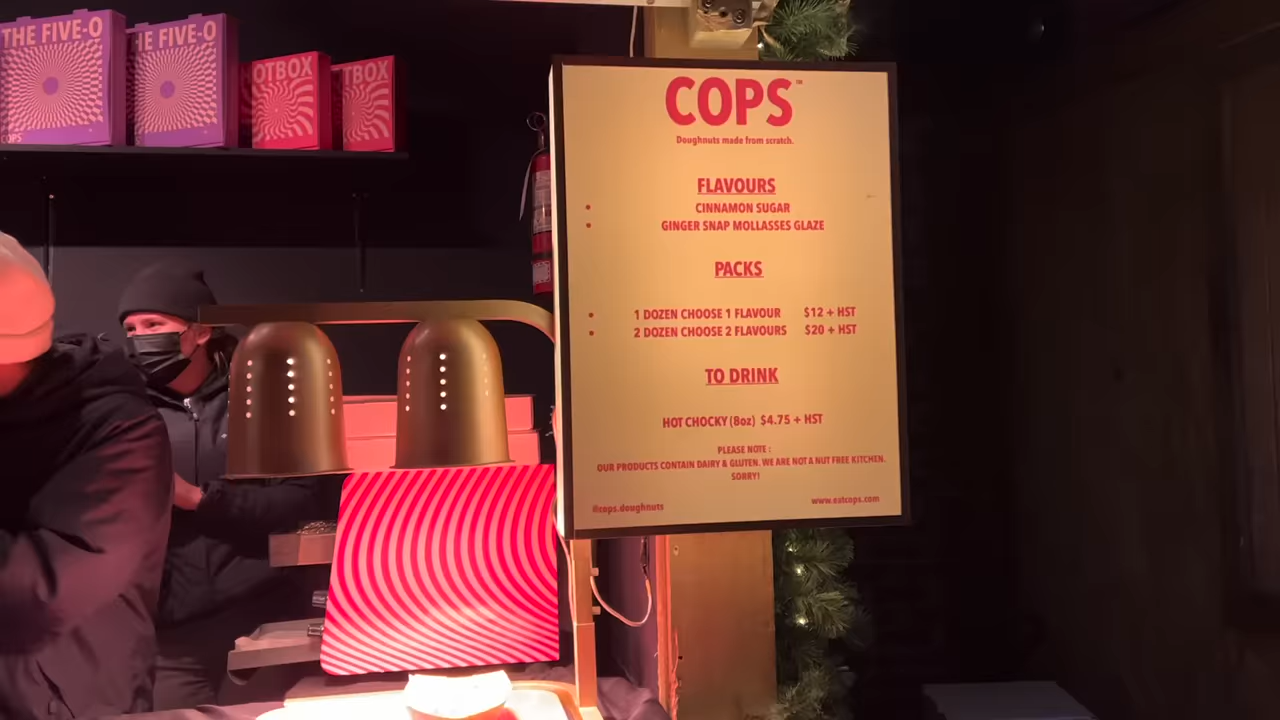 THE FIVE-O
HE FIVE-O
OTBOX
TBOX
COPS
COPS™
Doughnuts made from scratch.
FLAVOURS
• CINNAMON SUGAR
• GINGER SNAP MOLLASSES GLAZE
PACKS
• 1 DOZEN CHOOSE 1 FLAVOUR $12 + HST
• 2 DOZEN CHOOSE 2 FLAVOURS $20 + HST
TO DRINK
HOT CHOCKY (8oz) $4.75 + HST
PLEASE NOTE :
OUR PRODUCTS CONTAIN DAIRY & GLUTEN. WE ARE NOT A NUT FREE KITCHEN.
SORRY!
@cops.doughnuts www.eatcops.com